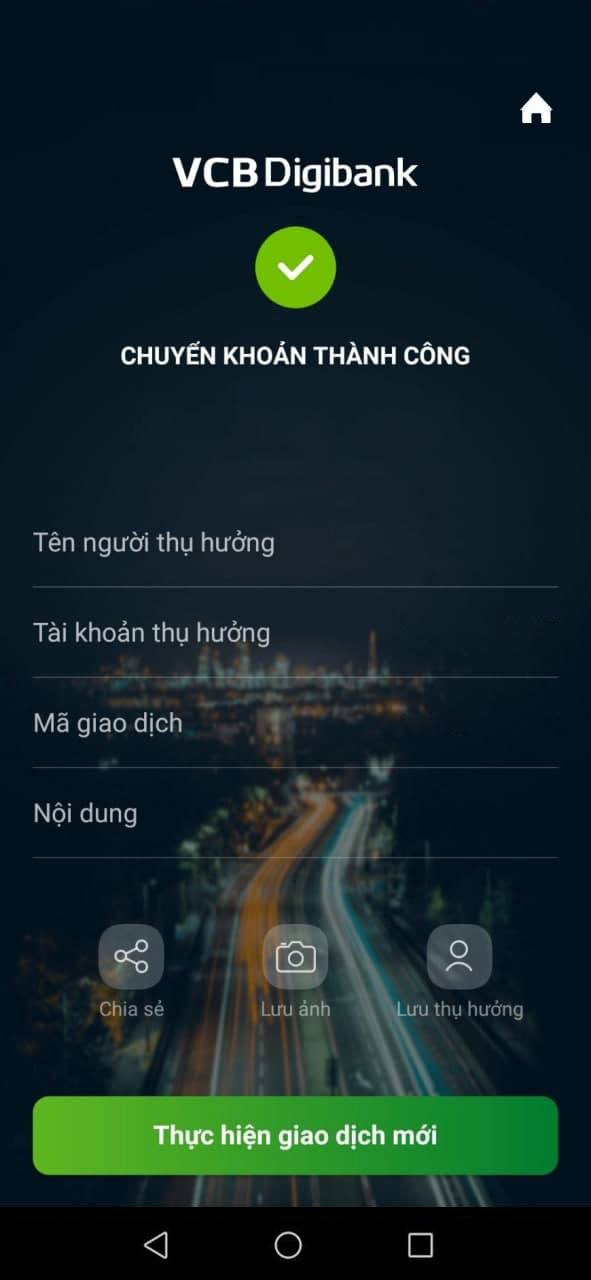 VCB Digibank
CHUYỂN KHOẢN THÀNH CÔNG
Tên người thụ hưởng
Tài khoản thụ hưởng
Mã giao dịch
Nội dung
Chia sẻ
Lưu ảnh
Lưu thụ hưởng
Thực hiện giao dịch mới